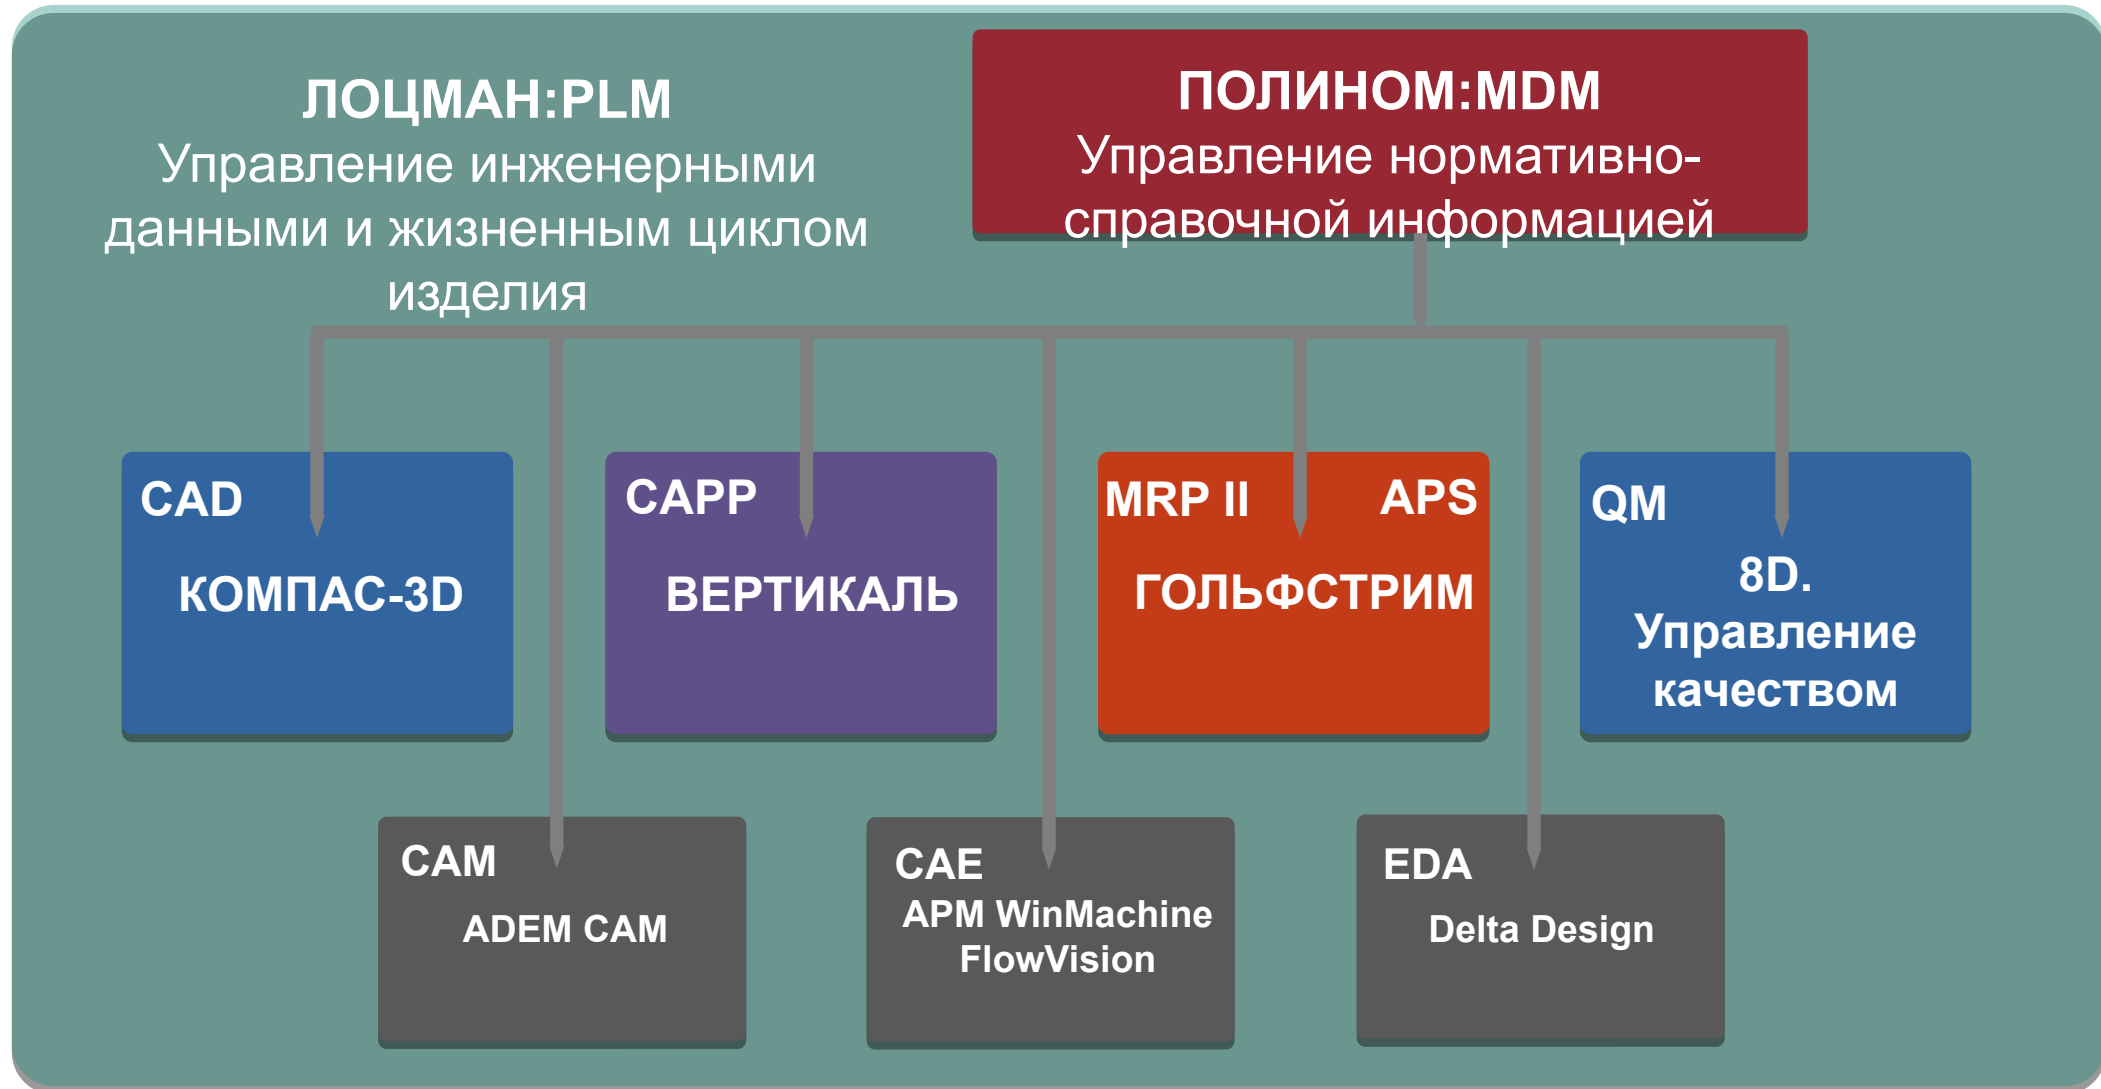 ЛОЦМАН:PLM
Управление инженерными
данными и жизненным циклом
изделия
ПОЛИНОМ:MDM
Управление нормативно-
справочной информацией
CAD
КОМПАС-3D
CAPP
ВЕРТИКАЛЬ
MRP II APS
ГОЛЬФСТРИМ
QM
8D.
Управление
качеством
CAM
ADEM CAM
CAE
APM WinMachine
FlowVision
EDA
Delta Design